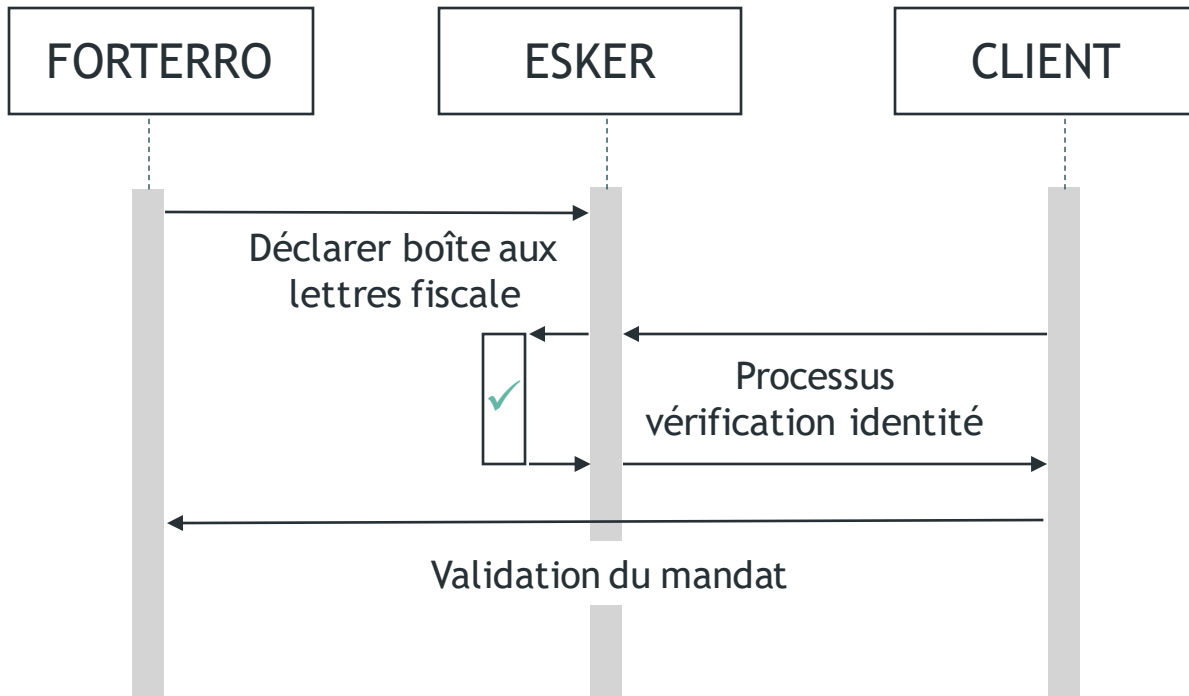 FORTERRO
ESKER
CLIENT
Déclarer boîte aux
lettres fiscale
Processus
vérification identité
Validation du mandat